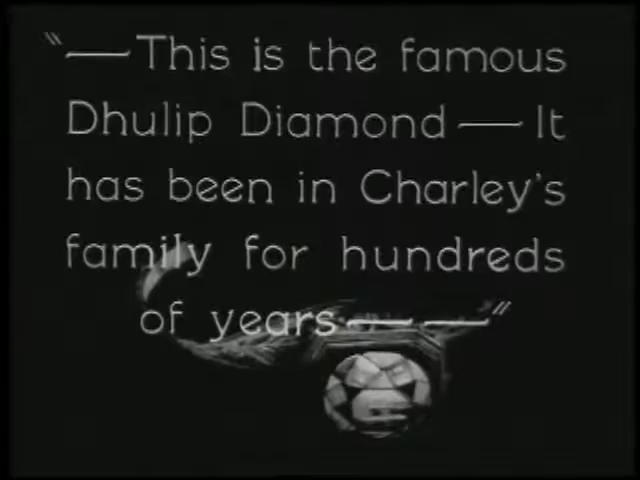 “—This is the famous
Dhulip Diamond—It
has been in Charley's
family for hundreds
of years— —”